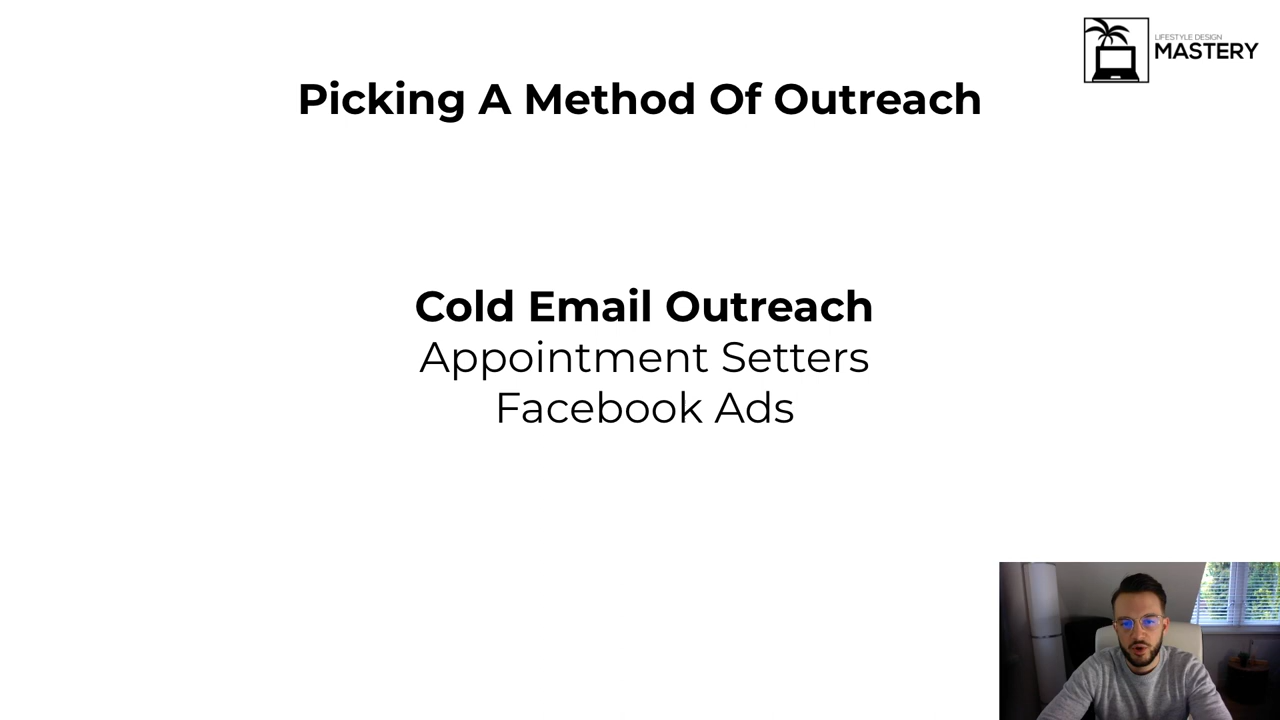 LIFESTYLE DESIGN
MASTERY
Picking A Method Of Outreach
Cold Email Outreach
Appointment Setters
Facebook Ads